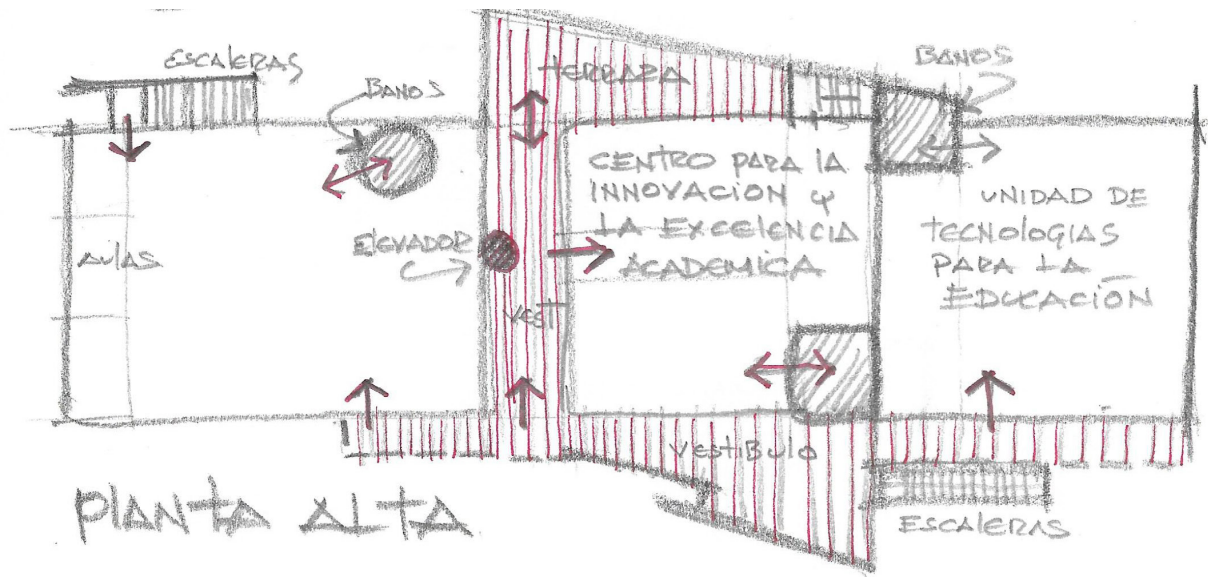 ESCALERAS
BANOS
TERRAZA
BANOS
CENTRO PARA LA
INNOVACION Y
LA EXCELENCIA
ACADEMICA
UNIDAD DE
TECNOLOGIAS
PARA LA
EDUCACIÓN
ELEVADOR
AULAS
VEST
VESTIBULO
ESCALERAS
PLANTA ALTA